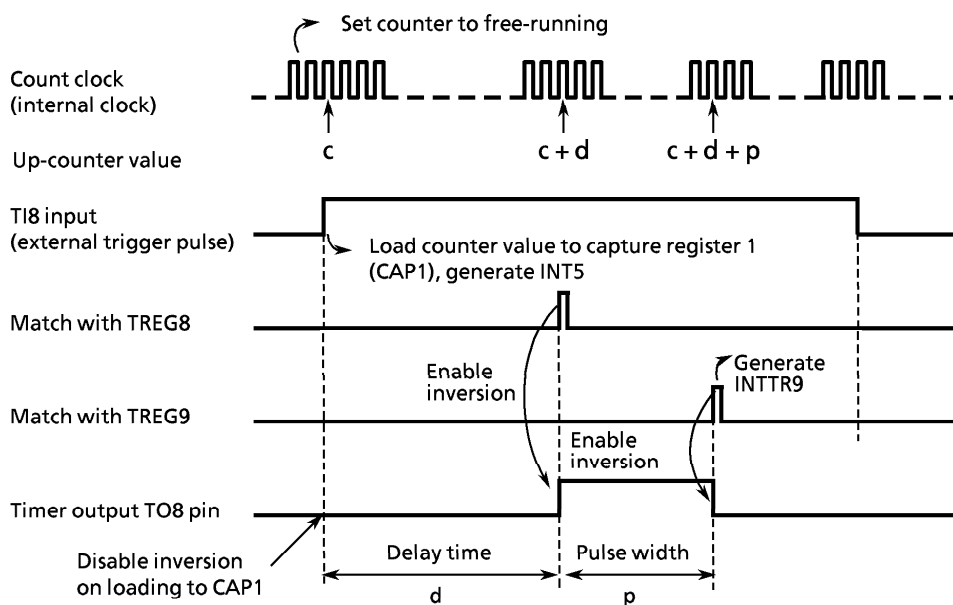 Set counter to free-running
Count clock
(internal clock)
Up-counter value
c
c + d
c + d + p
TI8 input
(external trigger pulse)
Load counter value to capture register 1
(CAP1), generate INT5
Match with TREG8
Enable
inversion
Generate
INTTR9
Match with TREG9
Enable
inversion
Timer output TO8 pin
Disable inversion
on loading to CAP1
Delay time
d
Pulse width
p